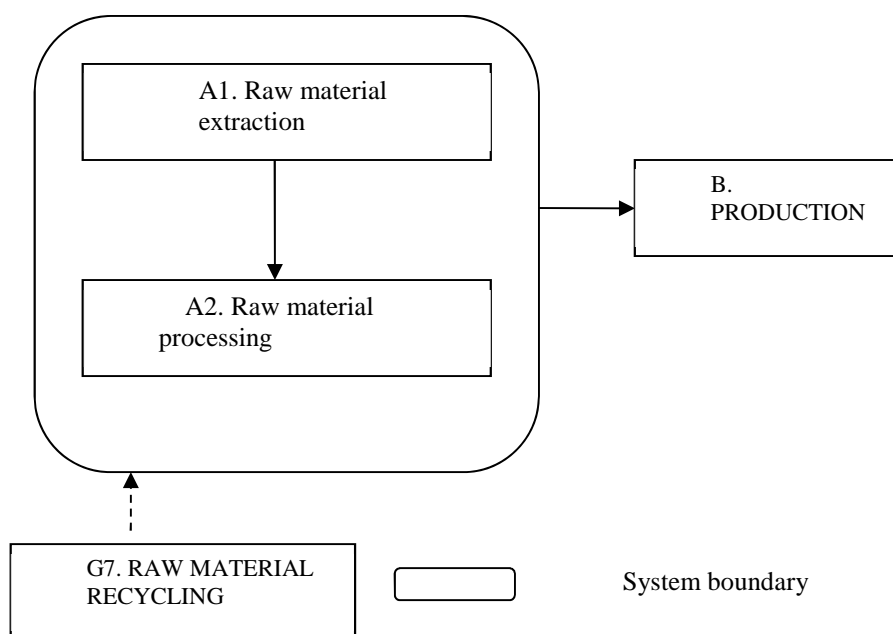 A1. Raw material
extraction
B.
PRODUCTION
A2. Raw material
processing
G7. RAW MATERIAL
RECYCLING
System boundary